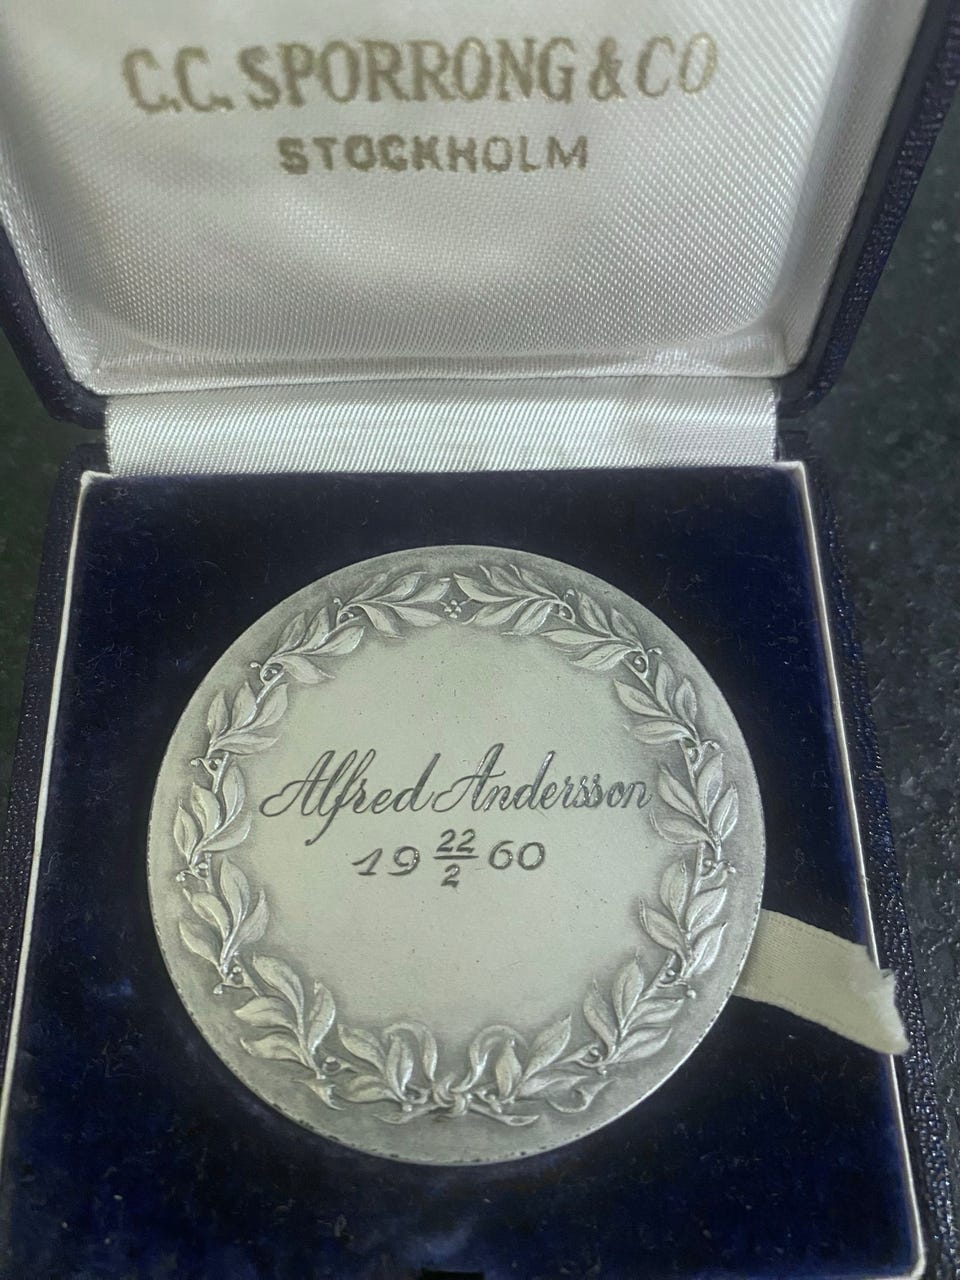 C.C. SPORRONG & CO
STOCKHOLM
Alfred Andersson
19 22/2 60